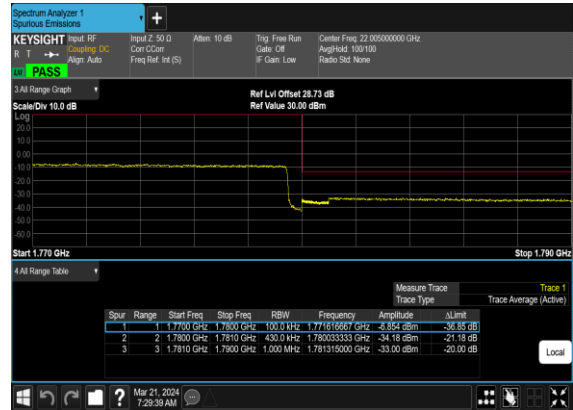 Spectrum Analyzer 1
Spurious Emissions
+
KEYSIGHT Input: RF Input Z: 50 Ω Atten: 10 dB Trig: Free Run Center Freq: 22.005000000 GHz
R T Coupling: DC Corr CCorr Gate: Off Avg|Hold: 100/100
Align: Auto Freq Ref: Int (S) IF Gain: Low Radio Std: None
LW PASS
3 All Range Graph
Ref Lvl Offset 28.73 dB
Scale/Div 10.0 dB Ref Value 30.00 dBm
Log
20.0
10.0
0.00
-10.0
-20.0
-30.0
-40.0
-50.0
-60.0
Start 1.770 GHz Stop 1.790 GHz
4 All Range Table
Measure Trace Trace 1
Trace Type Trace Average (Active)
Spur Range Start Freq Stop Freq RBW Frequency Amplitude ΔLimit
1 1 1.7700 GHz 1.7800 GHz 100.0 kHz 1.771616667 GHz -6.854 dBm -36.85 dB
2 2 1.7800 GHz 1.7810 GHz 430.0 kHz 1.780033333 GHz -34.18 dBm -21.18 dB
3 3 1.7810 GHz 1.7900 GHz 1.000 MHz 1.781315000 GHz -33.00 dBm -20.00 dB
Local
? Mar 21, 2024
7:29:39 AM